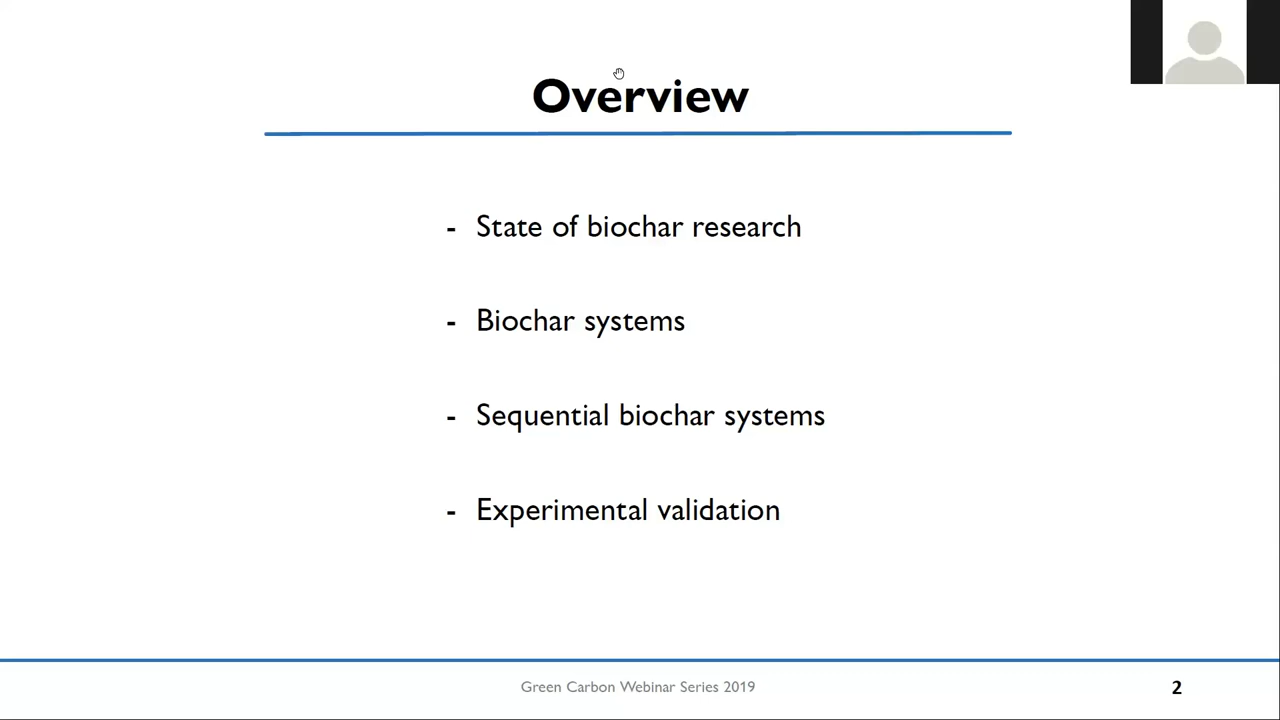 Overview
- State of biochar research
- Biochar systems
- Sequential biochar systems
- Experimental validation
Green Carbon Webinar Series 2019
2